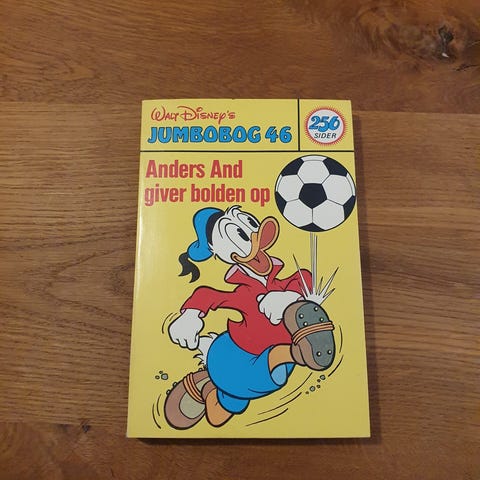 Walt Disney's
JUMBOBOG 46
256
SIDER
Anders And
giver bolden op